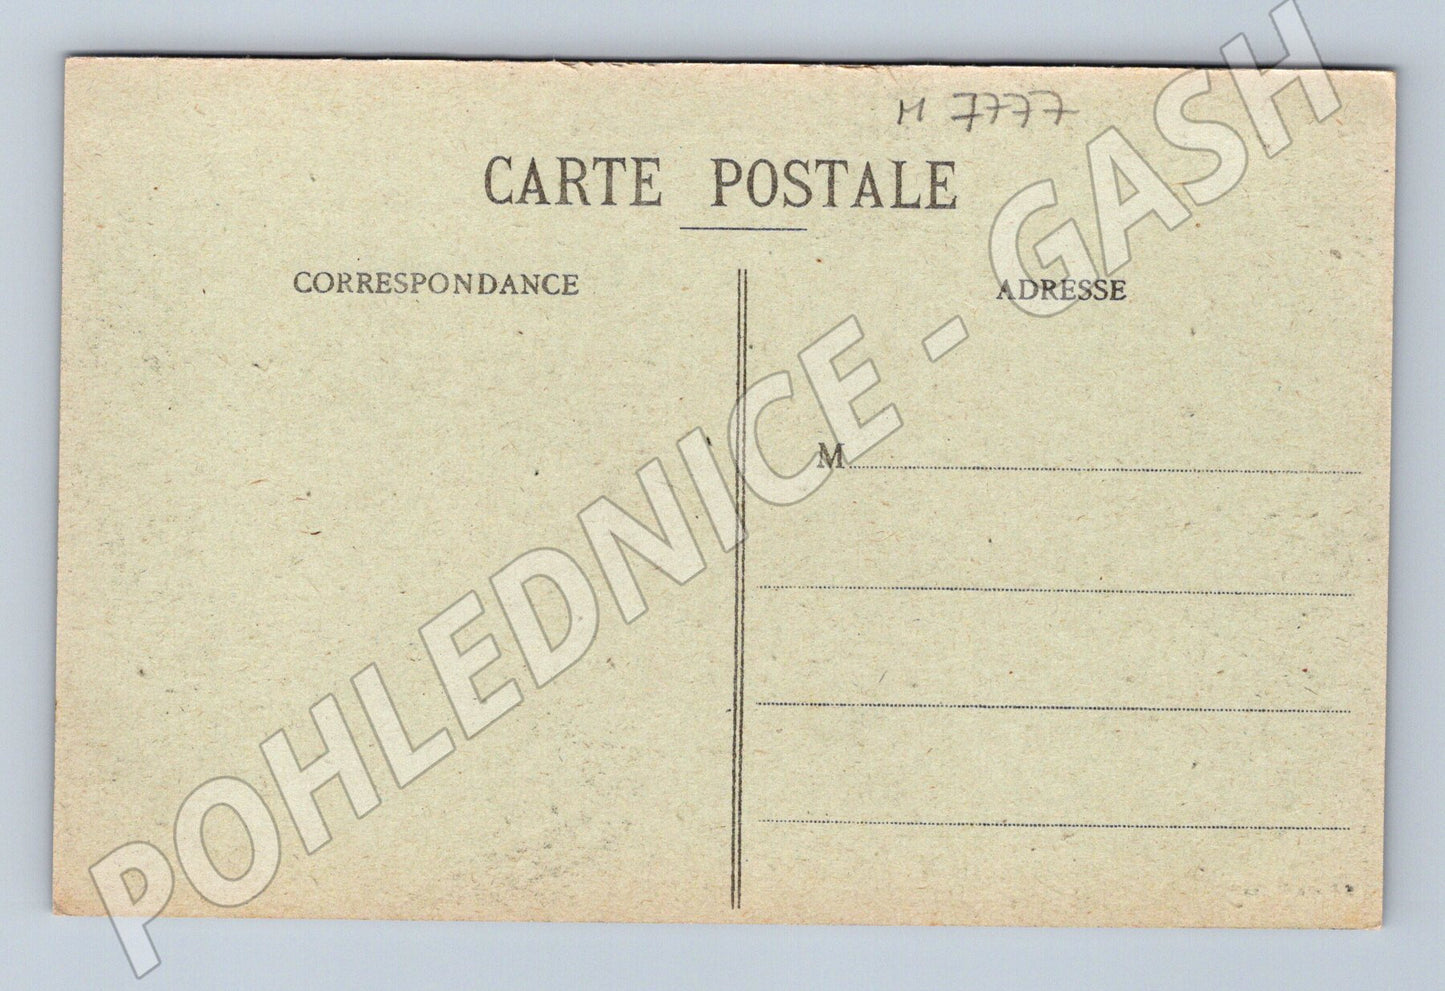 M 7777
CARTE POSTALE
CORRESPONDANCE
ADRESSE
M
POHLEDNICE - GASH